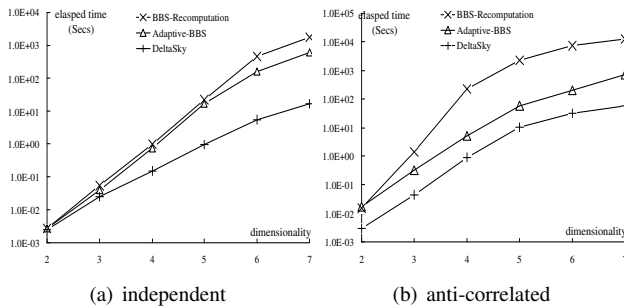 elasped time
(Secs)
BBS-Recomputation
Adaptive-BBS
DeltaSky
1.0E+04
1.0E+03
1.0E+02
1.0E+01
1.0E+00
1.0E-01
1.0E-02
1.0E-03
dimensionality
2 3 4 5 6 7
(a) independent
elasped time
(Secs)
BBS-Recomputation
Adaptive-BBS
DeltaSky
1.0E+05
1.0E+04
1.0E+03
1.0E+02
1.0E+01
1.0E+00
1.0E-01
1.0E-02
1.0E-03
dimensionality
2 3 4 5 6 7
(b) anti-correlated